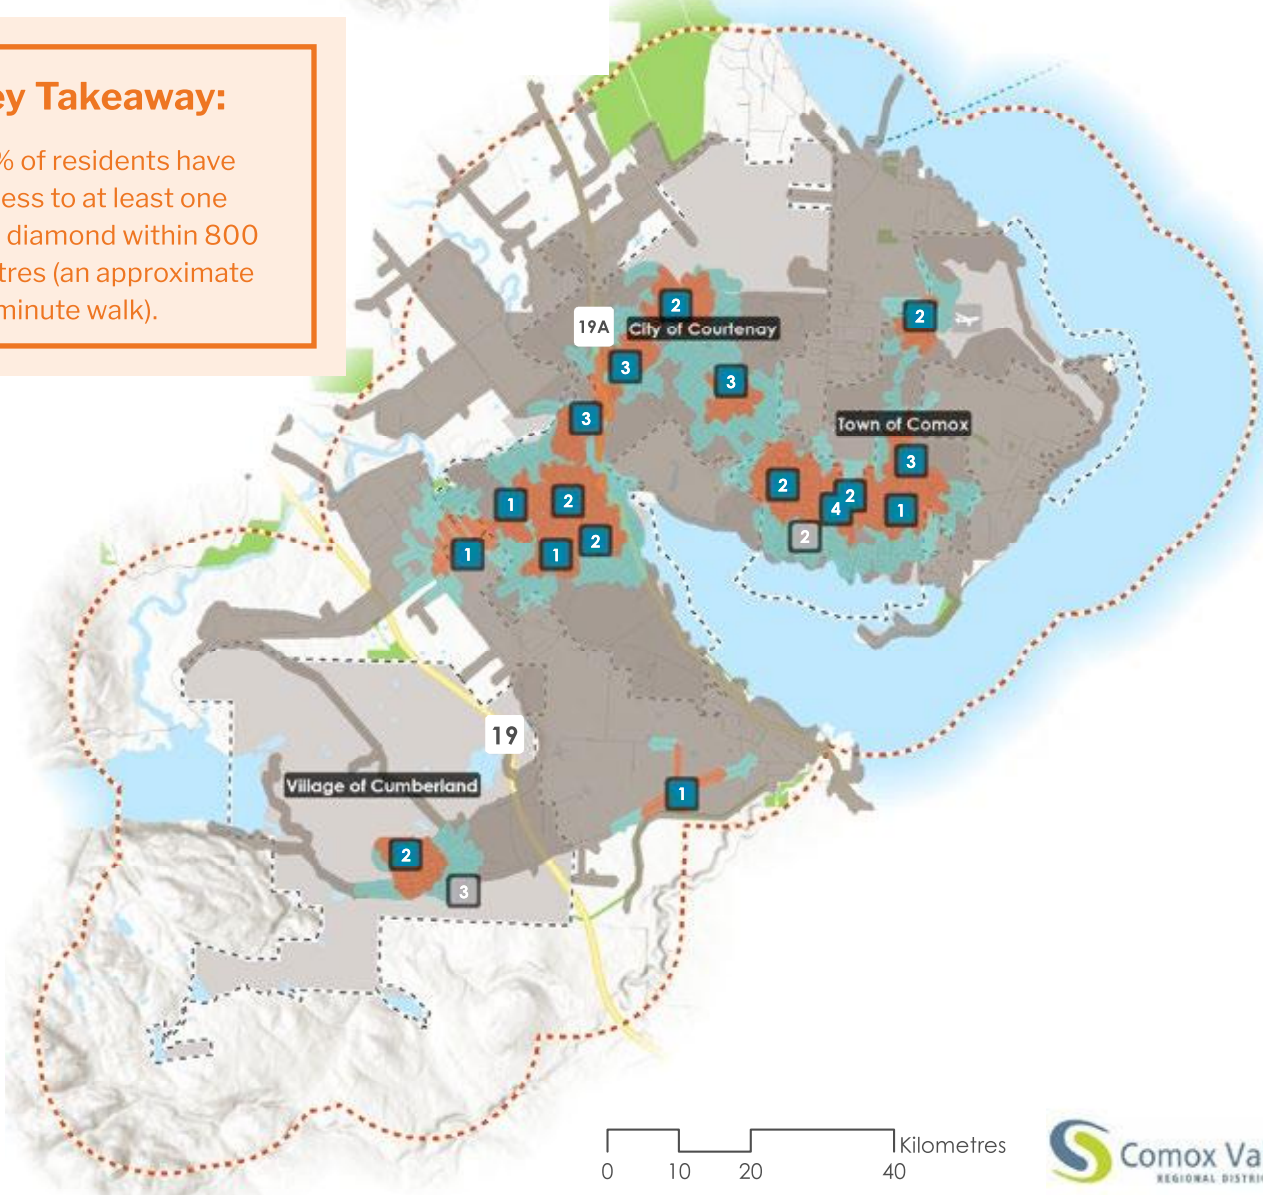 ey Takeaway:
% of residents have
ess to at least one
diamond within 800
tres (an approximate
minute walk).
2
19A
City of Courtenay
2
3
3
3
Town of Comox
3
2
2
4
1
1
2
2
2
1
1
19
1
Village of Cumberland
2
3
Kilometres
0 10 20 40
Comox Va
REGIONAL DISTRIC